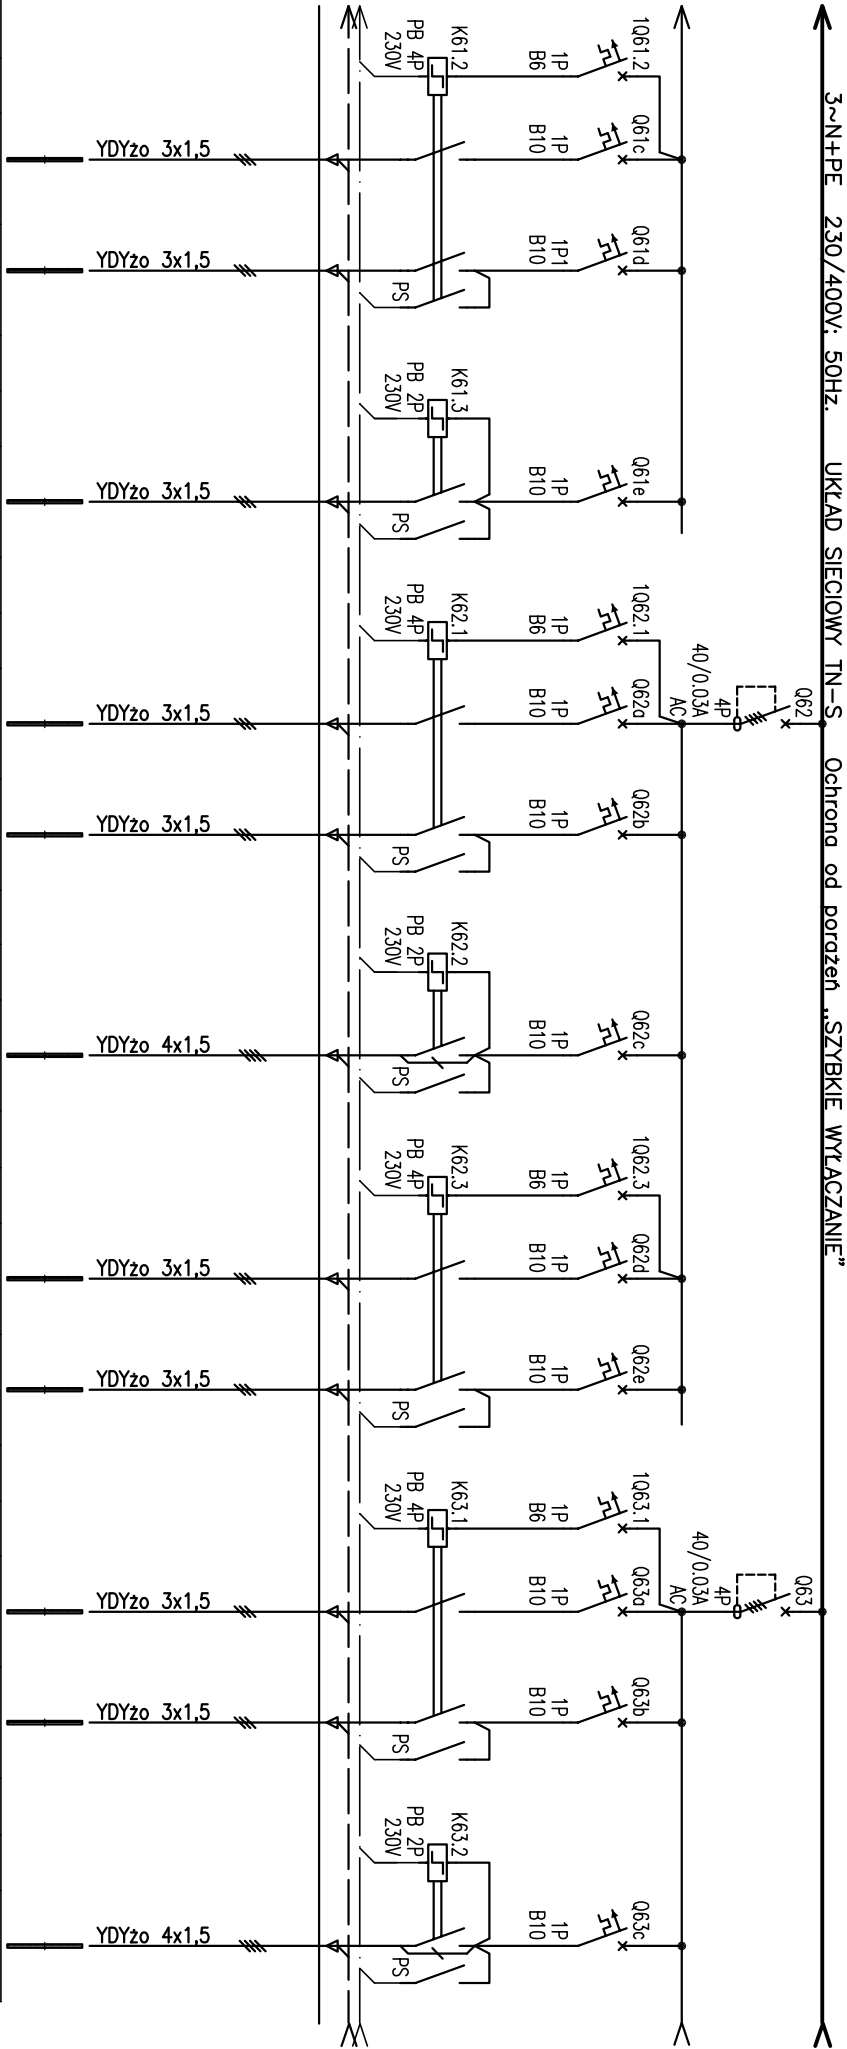 3~N+PE 230/400V; 50Hz. UKŁAD SIECIOWY TN-S Ochrona od porażeń ,,SZYBKIE WYŁĄCZANIE”
1Q61.2
1P
B6
K61.2
PB 4P
230V
Q61c
1P
B10
YDYżo 3x1,5
Q61d
1P1
B10
PS
YDYżo 3x1,5
K61.3
PB 2P
230V
Q61e
1P
B10
PS
YDYżo 3x1,5
Q62
4P
40/0.03A
AC
1Q62.1
1P
B6
K62.1
PB 4P
230V
Q62a
1P
B10
YDYżo 3x1,5
Q62b
1P
B10
PS
YDYżo 3x1,5
K62.2
PB 2P
230V
Q62c
1P
B10
PS
YDYżo 4x1,5
1Q62.3
1P
B6
K62.3
PB 4P
230V
Q62d
1P
B10
YDYżo 3x1,5
Q62e
1P
B10
PS
YDYżo 3x1,5
Q63
4P
40/0.03A
AC
1Q63.1
1P
B6
K63.1
PB 4P
230V
Q63a
1P
B10
YDYżo 3x1,5
Q63b
1P
B10
PS
YDYżo 3x1,5
K63.2
PB 2P
230V
Q63c
1P
B10
PS
YDYżo 4x1,5